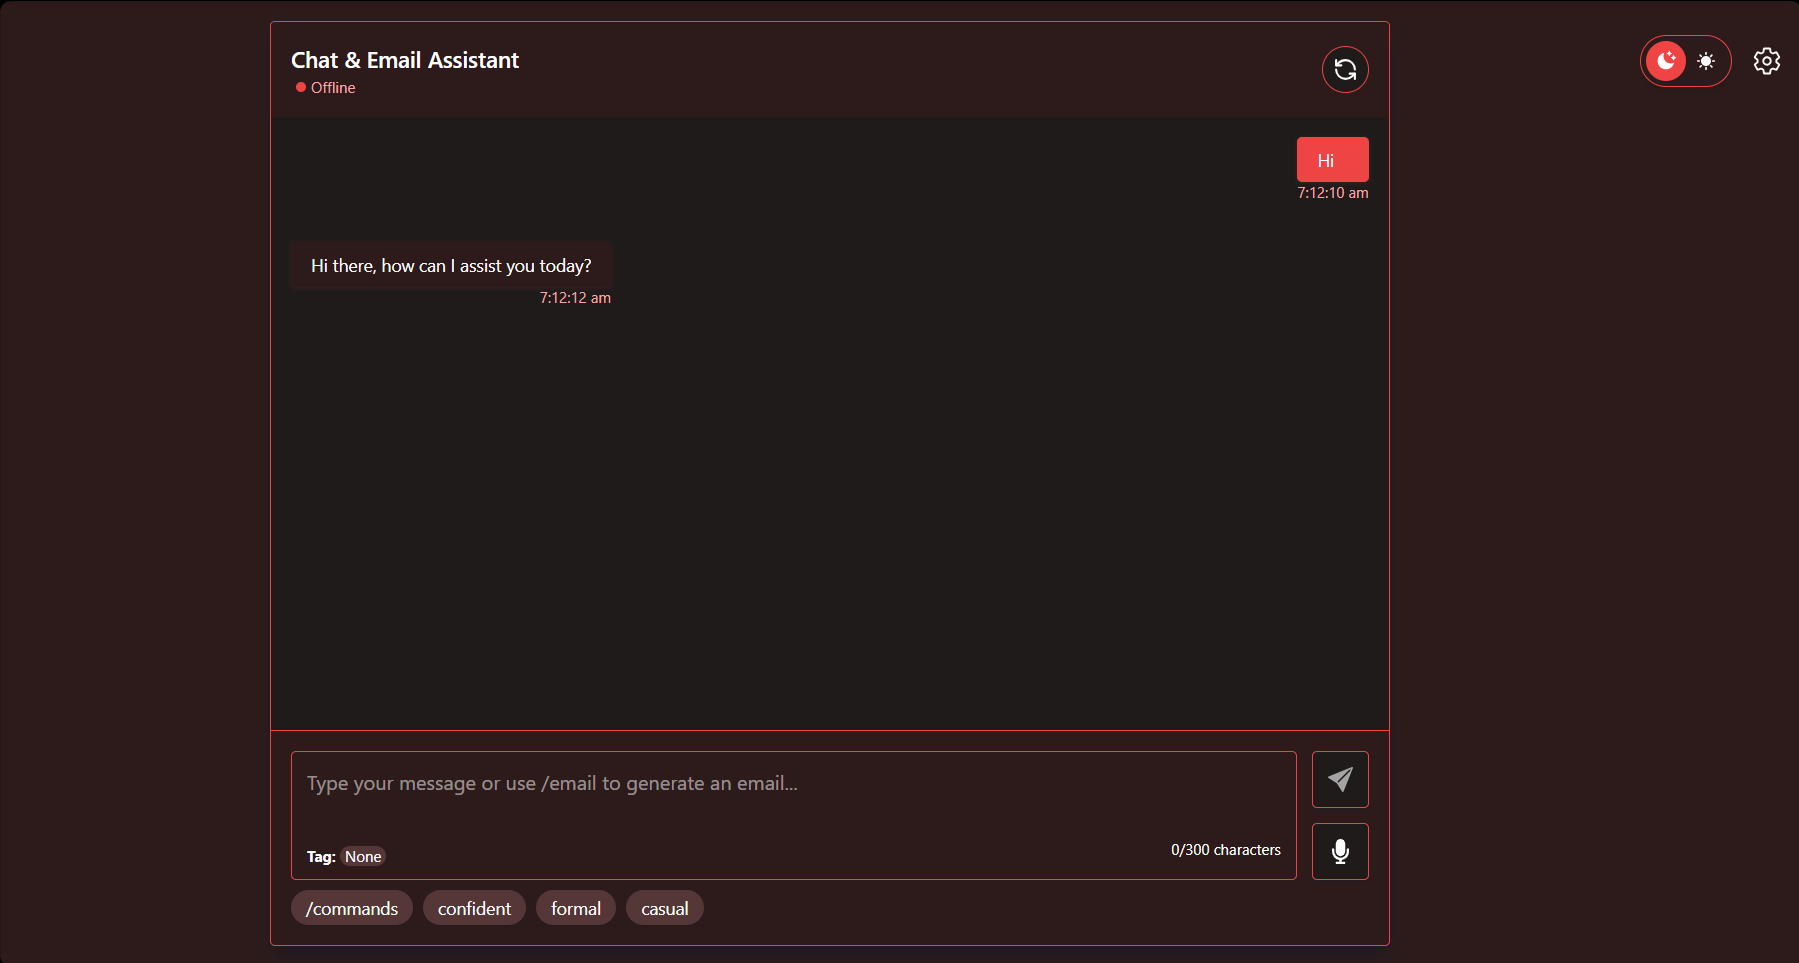 Chat & Email Assistant
Offline
Hi
7:12:10 am
Hi there, how can I assist you today?
7:12:12 am
Type your message or use /email to generate an email...
Tag: None
0/300 characters
/commands confident formal casual